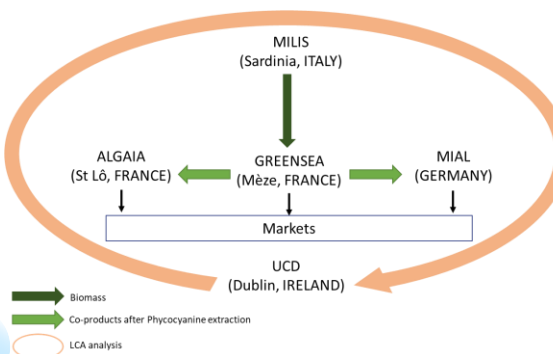 MILIS
(Sardinia, ITALY)
ALGAIA
(St Lô, FRANCE)
GREENSEA
(Mèze, FRANCE)
MIAL
(GERMANY)
Markets
UCD
(Dublin, IRELAND)
Biomass
Co-products after Phycocyanine extraction
LCA analysis